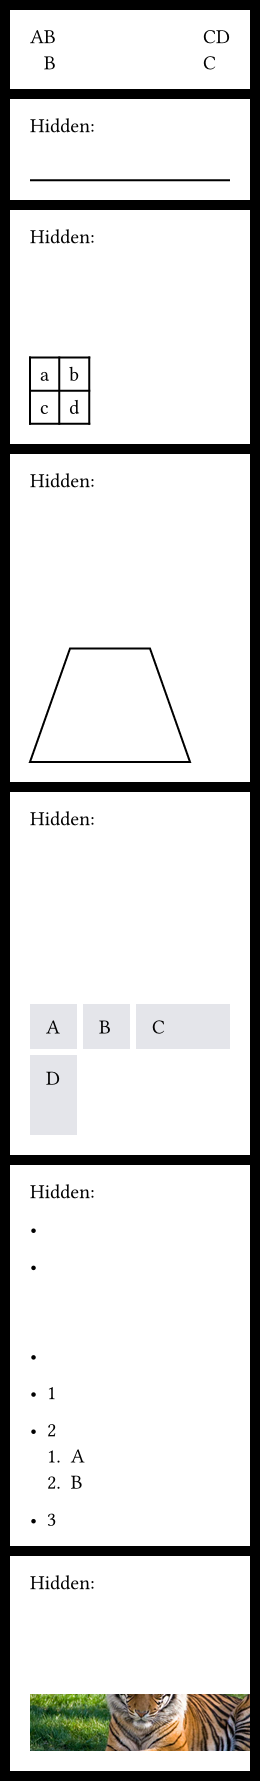 AB CD
B C
Hidden:
Hidden:
a b
c d
Hidden:
Hidden:
A B C
D
Hidden:
•
•
•
• 1
• 2
1. A
2. B
• 3
Hidden: